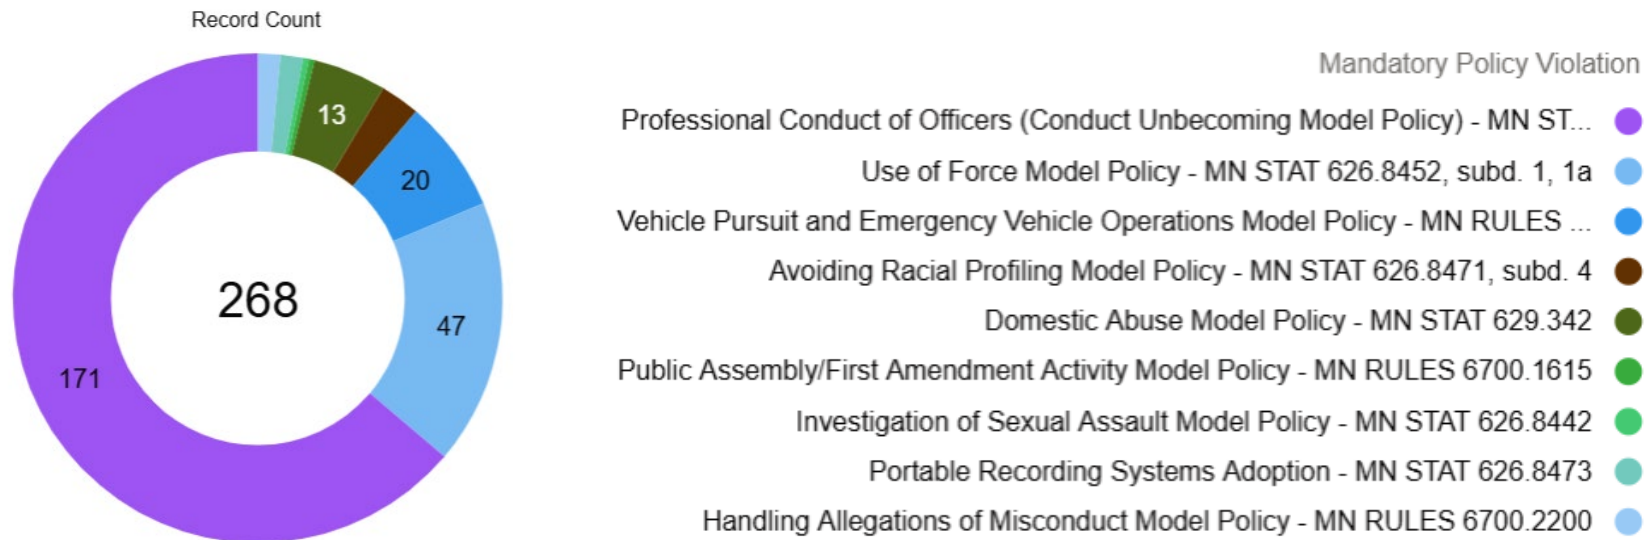 Record Count
13
20
47
171
268
Mandatory Policy Violation
Professional Conduct of Officers (Conduct Unbecoming Model Policy) - MN ST...
Use of Force Model Policy - MN STAT 626.8452, subd. 1, 1a
Vehicle Pursuit and Emergency Vehicle Operations Model Policy - MN RULES ...
Avoiding Racial Profiling Model Policy - MN STAT 626.8471, subd. 4
Domestic Abuse Model Policy - MN STAT 629.342
Public Assembly/First Amendment Activity Model Policy - MN RULES 6700.1615
Investigation of Sexual Assault Model Policy - MN STAT 626.8442
Portable Recording Systems Adoption - MN STAT 626.8473
Handling Allegations of Misconduct Model Policy - MN RULES 6700.2200